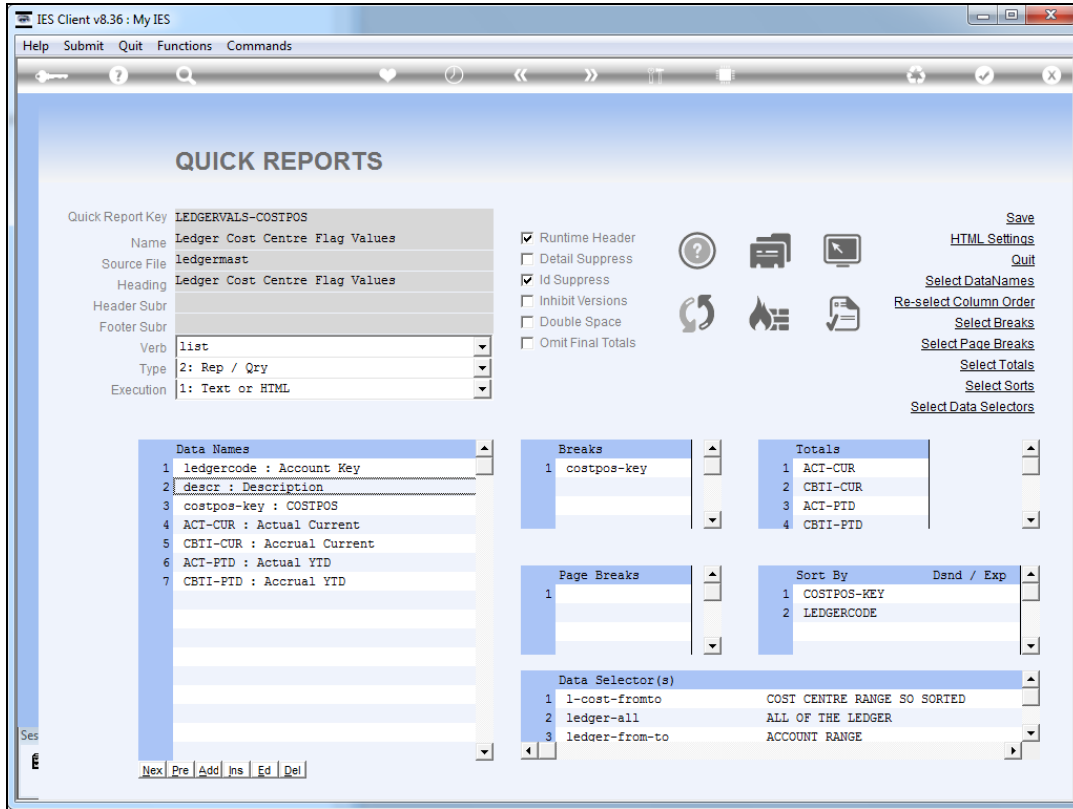 IES Client v8.36 : My IES
Help Submit Quit Functions Commands
QUICK REPORTS
Quick Report Key LEDGERVALS-COSTPOS
Name Ledger Cost Centre Flag Values
Source File ledgermast
Heading Ledger Cost Centre Flag Values
Header Subr
Footer Subr
Verb list
Type 2: Rep / Qry
Execution 1: Text or HTML
Runtime Header
Detail Suppress
Id Suppress
Inhibit Versions
Double Space
Omit Final Totals
Save
HTML Settings
Quit
Select DataNames
Re-select Column Order
Select Breaks
Select Page Breaks
Select Totals
Select Sorts
Select Data Selectors
Data Names
1 ledgercode : Account Key
2 descr : Description
3 costpos-key : COSTPOS
4 ACT-CUR : Actual Current
5 CBTI-CUR : Accrual Current
6 ACT-PTD : Actual YTD
7 CBTI-PTD : Accrual YTD
Breaks
1 costpos-key
Totals
1 ACT-CUR
2 CBTI-CUR
3 ACT-PTD
4 CBTI-PTD
Page Breaks
1
Sort By Dsnd / Exp
1 COSTPOS-KEY
2 LEDGERCODE
Data Selector(s)
1 l-cost-fromto COST CENTRE RANGE SO SORTED
2 ledger-all ALL OF THE LEDGER
3 ledger-from-to ACCOUNT RANGE
Nex Pre Add Ins Ed Del
Ses